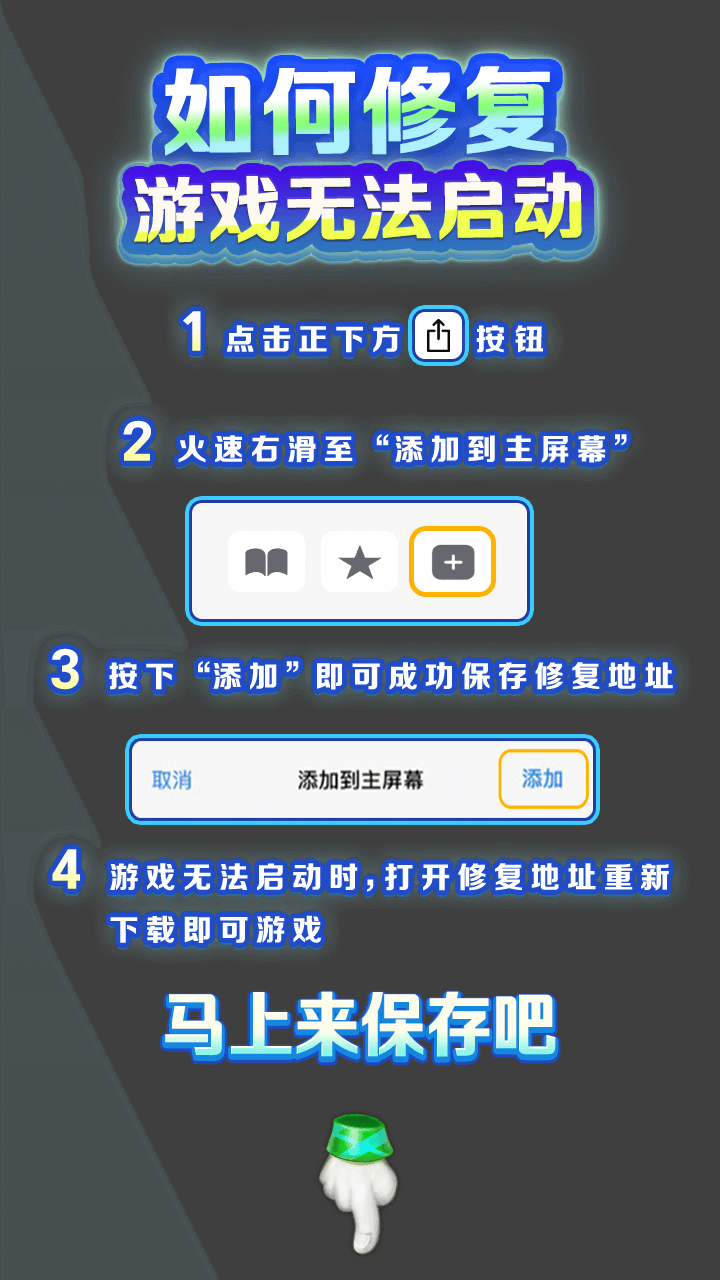 如何修复
游戏无法启动
1 点击正下方 按钮
2 火速右滑至“添加到主屏幕”
3 按下“添加”即可成功保存修复地址
取消 添加到主屏幕 添加
4 游戏无法启动时,打开修复地址重新
下载即可游戏
马上来保存吧